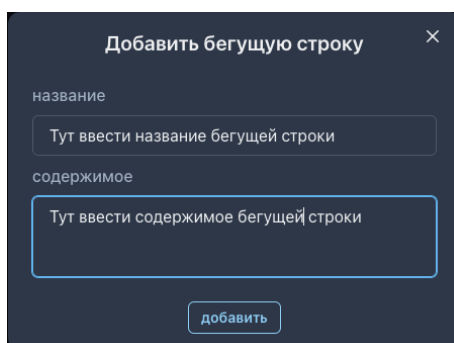 Добавить бегущую строку
название
Тут ввести название бегущей строки
содержимое
Тут ввести содержимое бегущей строки
добавить